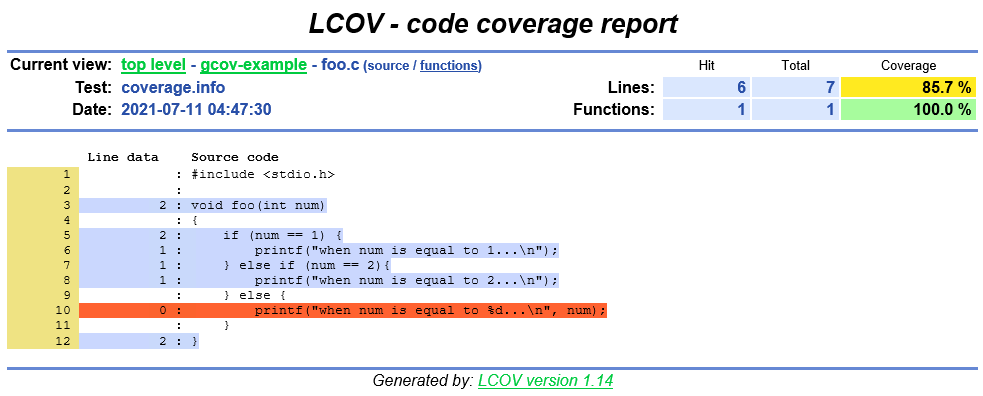 LCOV - code coverage report
Current view: top level - gcov-example - foo.c (source / functions) Hit Total Coverage
Test: coverage.info Lines: 6 7 85.7 %
Date: 2021-07-11 04:47:30 Functions: 1 1 100.0 %
Line data Source code
1 : #include <stdio.h>
2 :
3 2 : void foo(int num)
4 : {
5 2 : if (num == 1) {
6 1 : printf("when num is equal to 1...\n");
7 1 : } else if (num == 2){
8 1 : printf("when num is equal to 2...\n");
9 : } else {
10 0 : printf("when num is equal to %d...\n", num);
11 : }
12 2 : }
Generated by: LCOV version 1.14